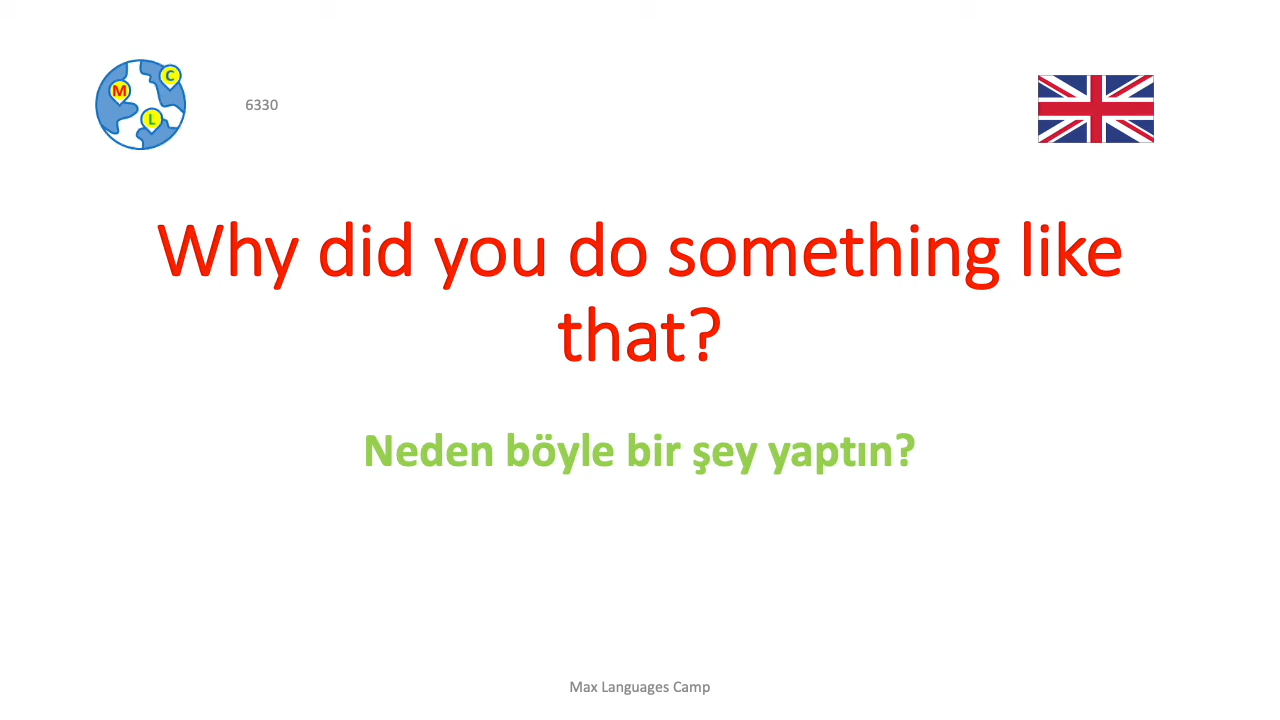 M
C
L
6330
Why did you do something like
that?
Neden böyle bir şey yaptın?
Max Languages Camp